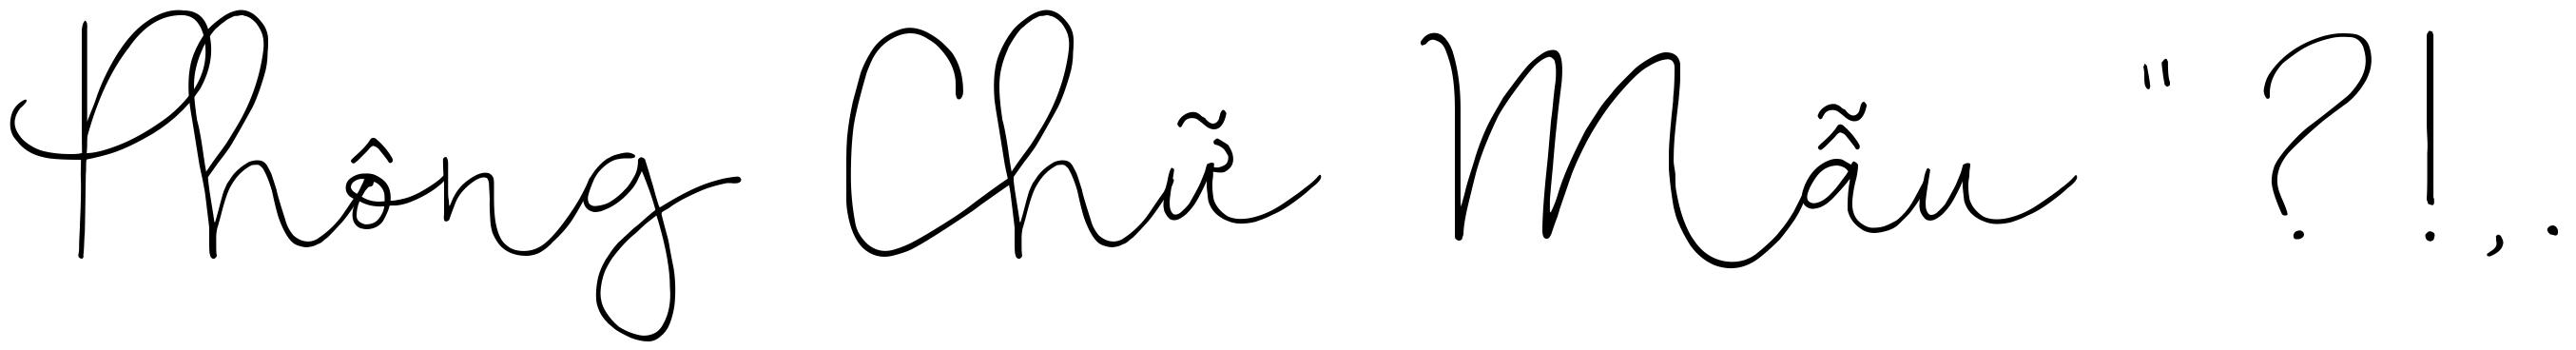 Phông Chữ Mẫu " ?!,.